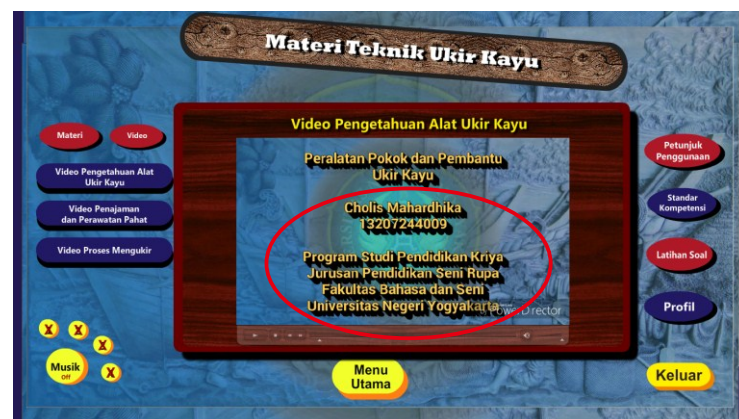 Materi Teknik Ukir Kayu
Materi
Video
Video Pengetahuan Alat
Ukir Kayu
Video Penajaman
dan Perawatan Pahat
Video Proses Mengukir
X
X
X
X
Musik
Off
Video Pengetahuan Alat Ukir Kayu
Peralatan Pokok dan Pembantu
Ukir Kayu
Cholis Mahardhika
13207244009
Program Studi Pendidikan Kriya
Jurusan Pendidikan Seni Rupa
Fakultas Bahasa dan Seni
Universitas Negeri Yogyakarta
PowerDirector
Menu
Utama
Petunjuk
Penggunaan
Standar
Kompetensi
Latihan Soal
Profil
Keluar